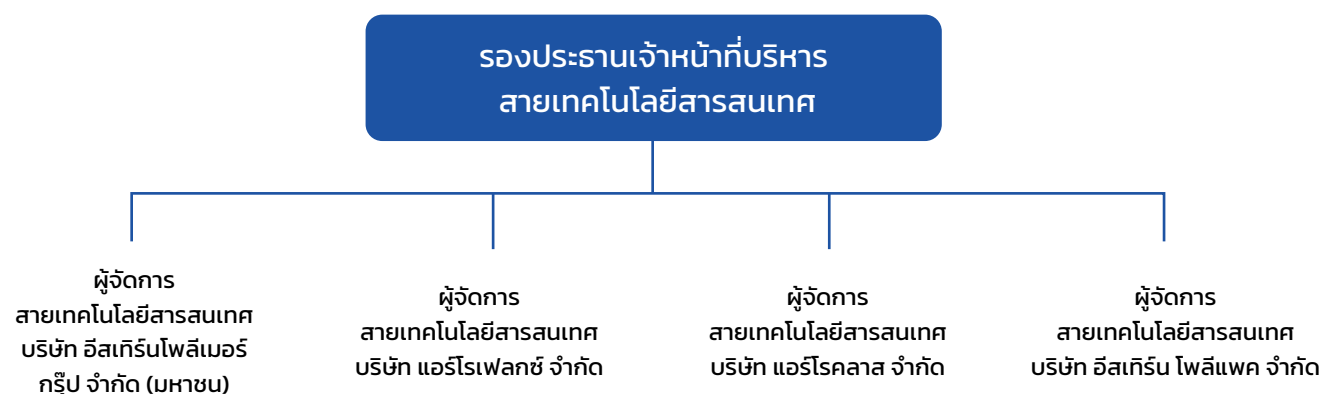 รองประธานเจ้าหน้าที่บริหาร
สายเทคโนโลยีสารสนเทศ
ผู้จัดการ
สายเทคโนโลยีสารสนเทศ
บริษัท อีสเทิร์นโพลีเมอร์
กรุ๊ป จำกัด (มหาชน)
ผู้จัดการ
สายเทคโนโลยีสารสนเทศ
บริษัท แอร์โรเฟลกซ์ จำกัด
ผู้จัดการ
สายเทคโนโลยีสารสนเทศ
บริษัท แอร์โรคลาส จำกัด
ผู้จัดการ
สายเทคโนโลยีสารสนเทศ
บริษัท อีสเทิร์น โพลีแพค จำกัด